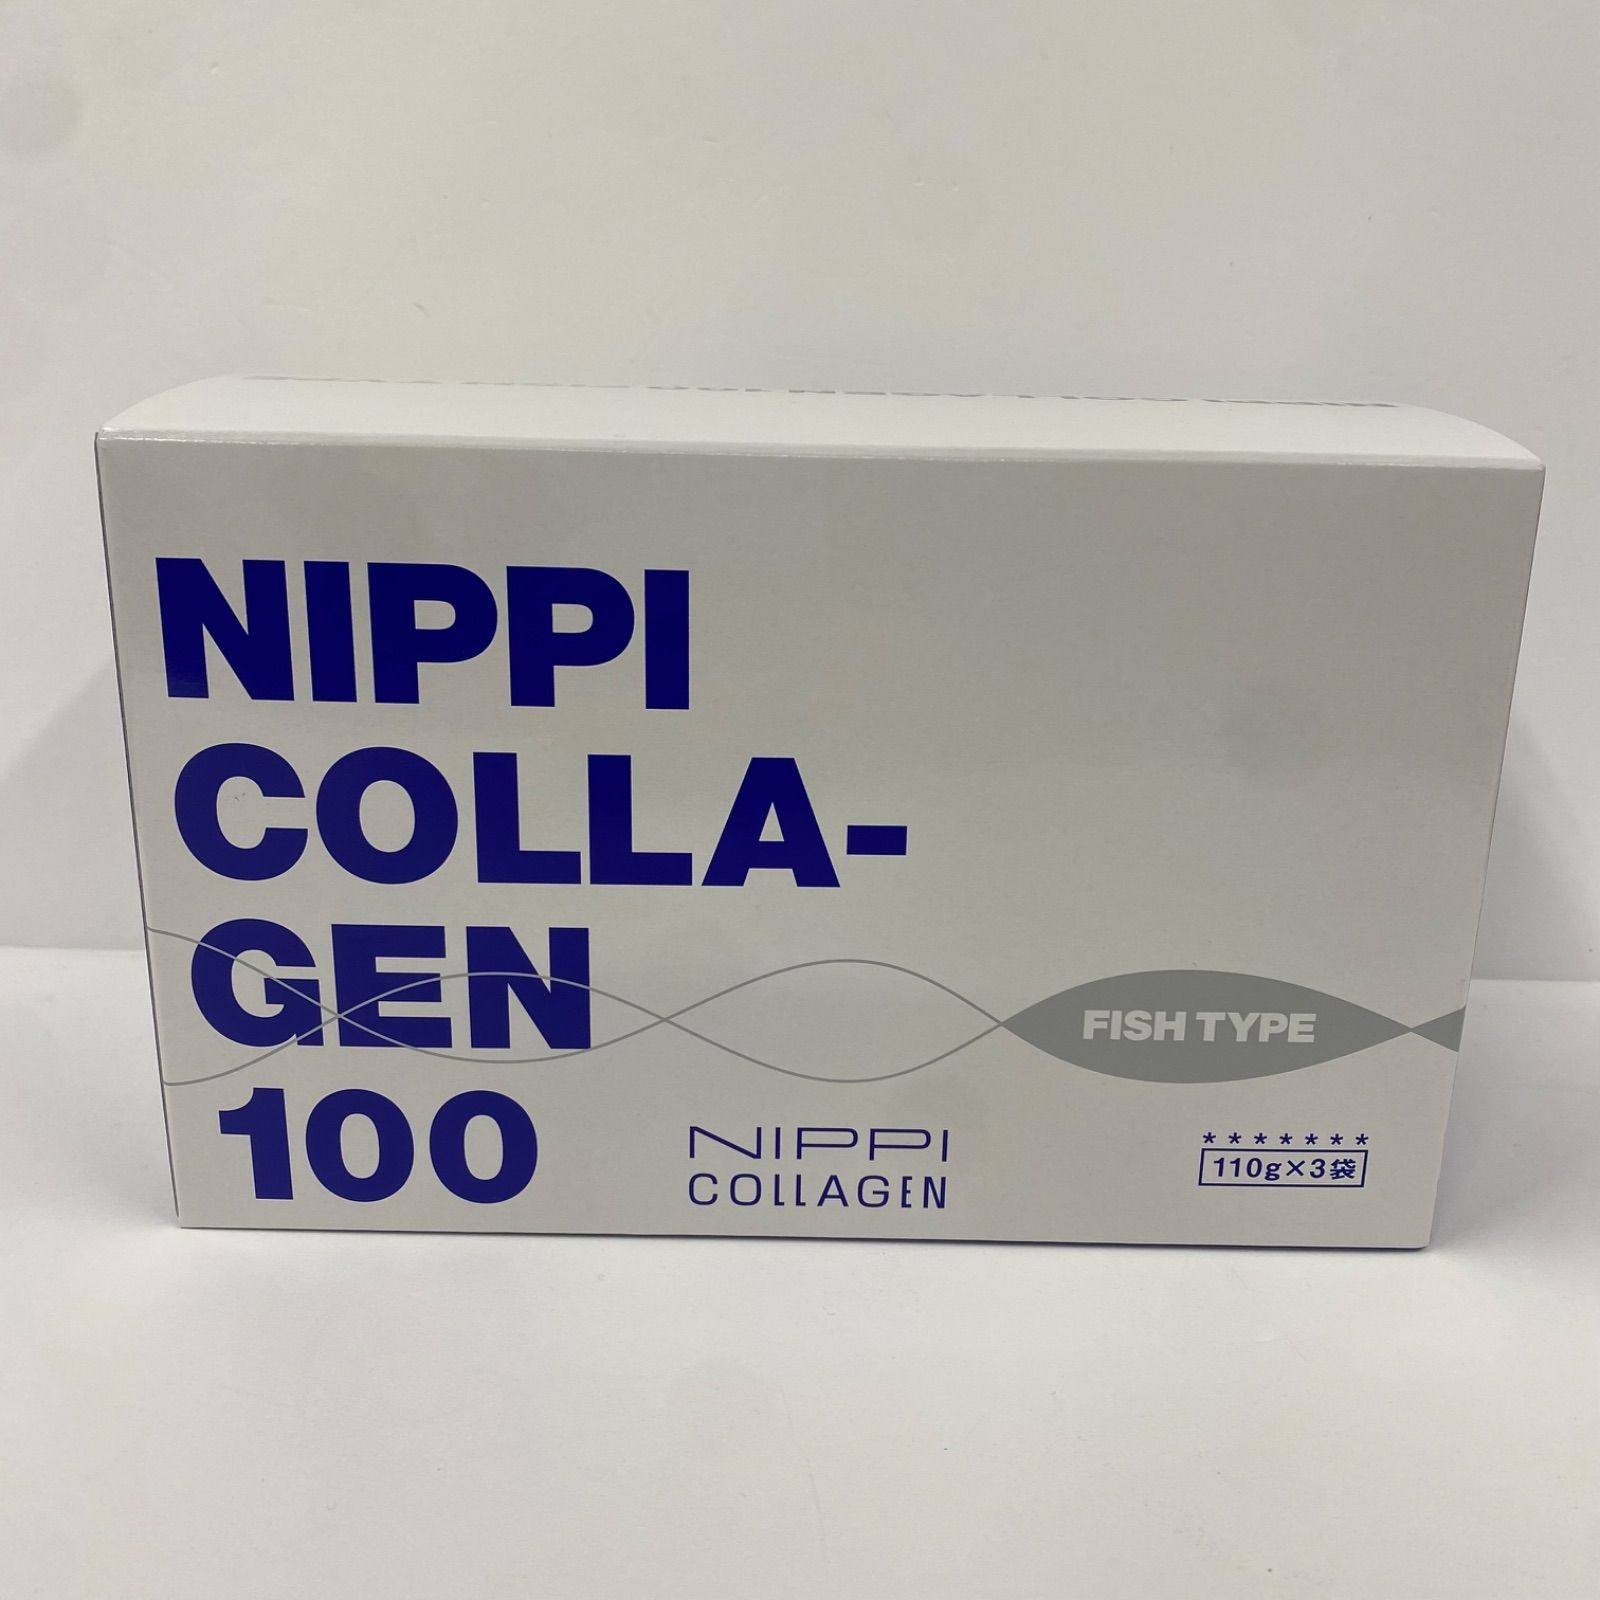 NIPPI
COLLA-
GEN
100
FISH TYPE
NIPPI
COLLAGEN
*******
110g×3袋